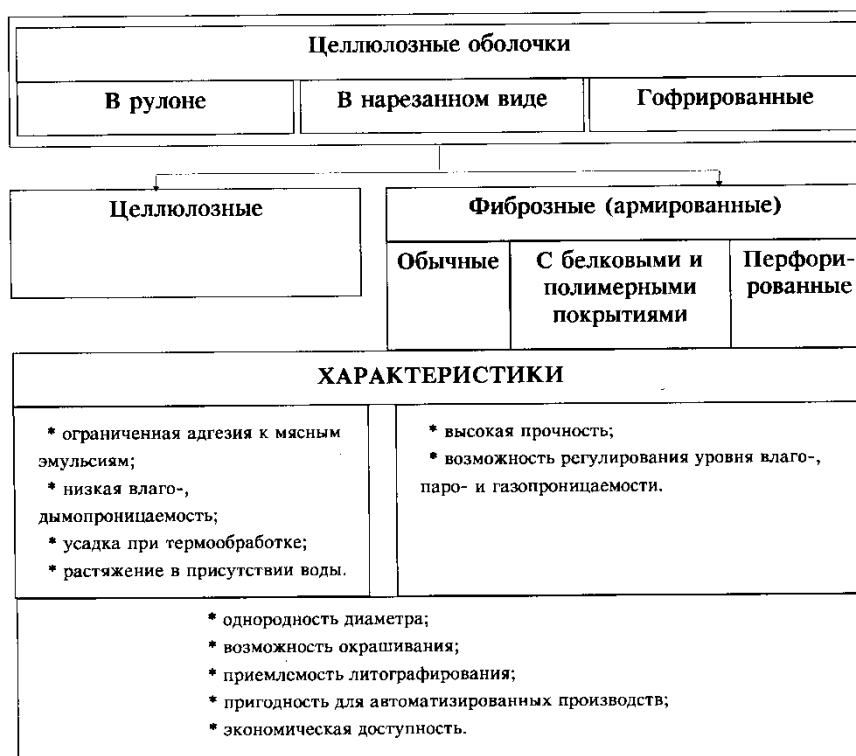 Целлюлозные оболочки
В рулоне
В нарезанном виде
Гофрированные
Целлюлозные
Фиброзные (армированные)
Обычные
С белковыми и
полимерными
покрытиями
Перфори-
рованные
ХАРАКТЕРИСТИКИ
* ограниченная адгезия к мясным
эмульсиям;
* низкая влаго-,
дымопроницаемость;
* усадка при термообработке;
* растяжение в присутствии воды.
* высокая прочность;
* возможность регулирования уровня влаго-,
паро- и газопроницаемости.
* однородность диаметра;
* возможность окрашивания;
* приемлемость литографирования;
* пригодность для автоматизированных производств;
* экономическая доступность.